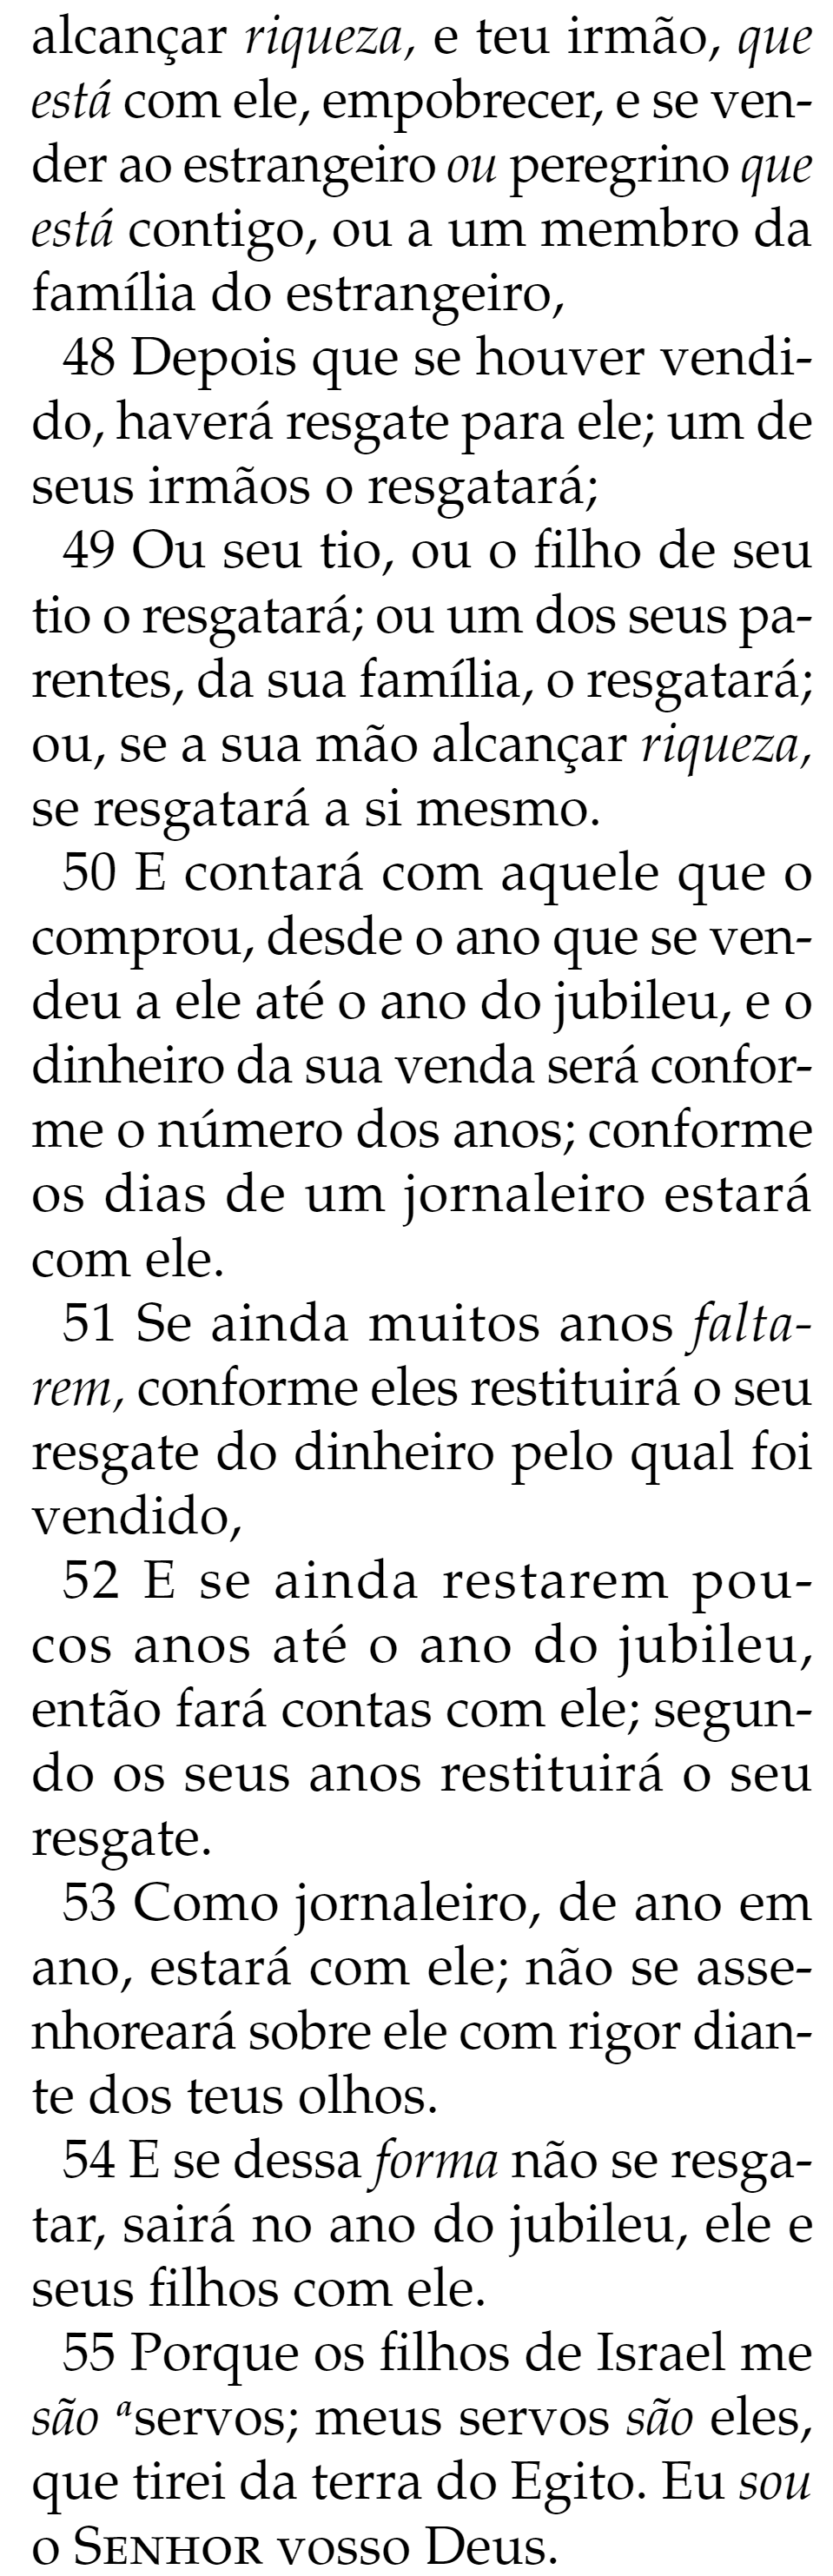 alcançar riqueza, e teu irmão, que
está com ele, empobrecer, e se ven-
der ao estrangeiro ou peregrino que
está contigo, ou a um membro da
família do estrangeiro,
48 Depois que se houver vendi-
do, haverá resgate para ele; um de
seus irmãos o resgatará;
49 Ou seu tio, ou o filho de seu
tio o resgatará; ou um dos seus pa-
rentes, da sua família, o resgatará;
ou, se a sua mão alcançar riqueza,
se resgatará a si mesmo.
50 E contará com aquele que o
comprou, desde o ano que se ven-
deu a ele até o ano do jubileu, e o
dinheiro da sua venda será confor-
me o número dos anos; conforme
os dias de um jornaleiro estará
com ele.
51 Se ainda muitos anos falta-
rem, conforme eles restituirá o seu
resgate do dinheiro pelo qual foi
vendido,
52 E se ainda restarem pou-
cos anos até o ano do jubileu,
então fará contas com ele; segun-
do os seus anos restituirá o seu
resgate.
53 Como jornaleiro, de ano em
ano, estará com ele; não se asse-
nhoreará sobre ele com rigor dian-
te dos teus olhos.
54 E se dessa forma não se resga-
tar, sairá no ano do jubileu, ele e
seus filhos com ele.
55 Porque os filhos de Israel me
são ᵃservos; meus servos são eles,
que tirei da terra do Egito. Eu sou
o SENHOR vosso Deus.